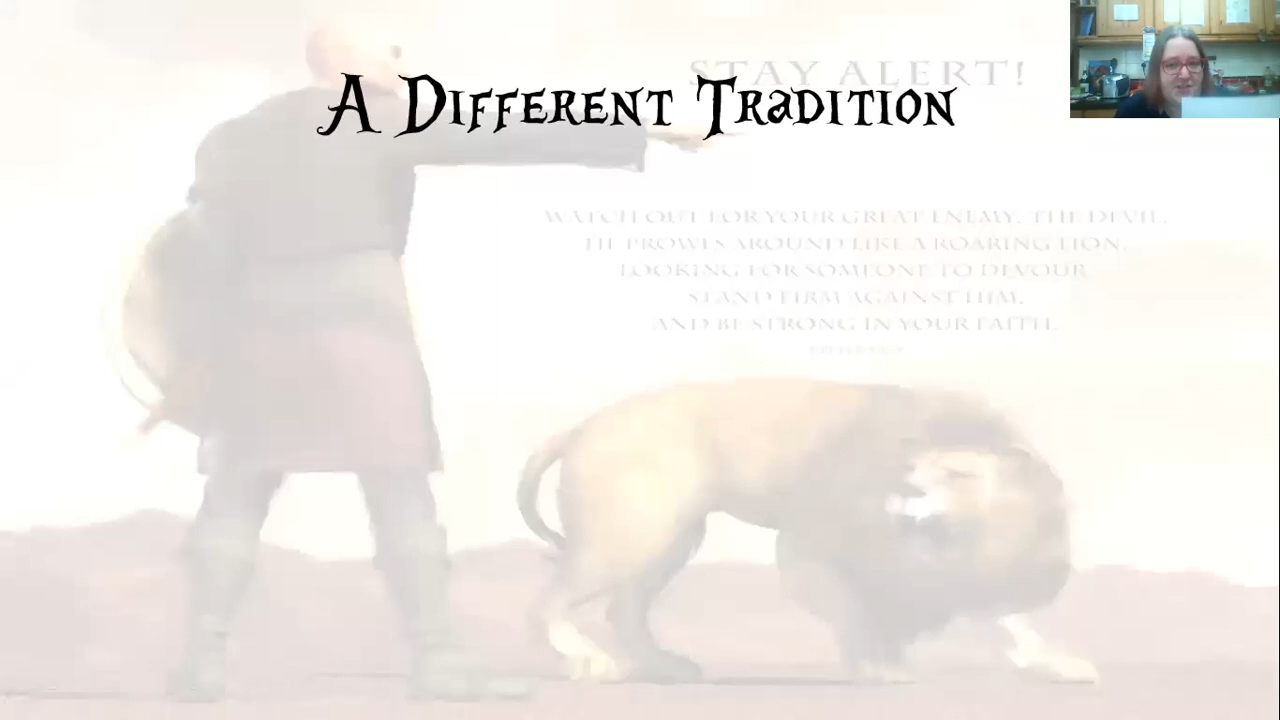 A Different Tradition
STAY ALERT!
WATCH OUT FOR YOUR GREAT ENEMY, THE DEVIL.
HE PROWLS AROUND LIKE A ROARING LION,
LOOKING FOR SOMEONE TO DEVOUR
STAND FIRM AGAINST HIM,
AND BE STRONG IN YOUR FAITH.